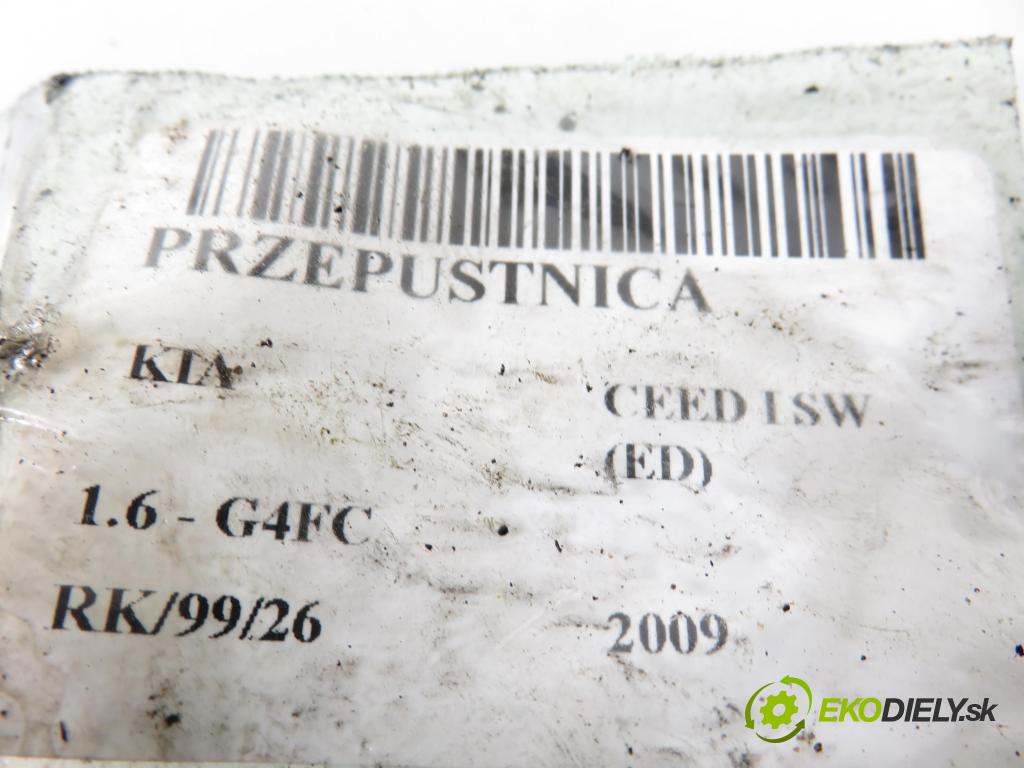 PRZEPUSTNICA
KIA
CEED I SW
(ED)
1.6 - G4FC
RK/99/26
2009
EKODIELY.sk